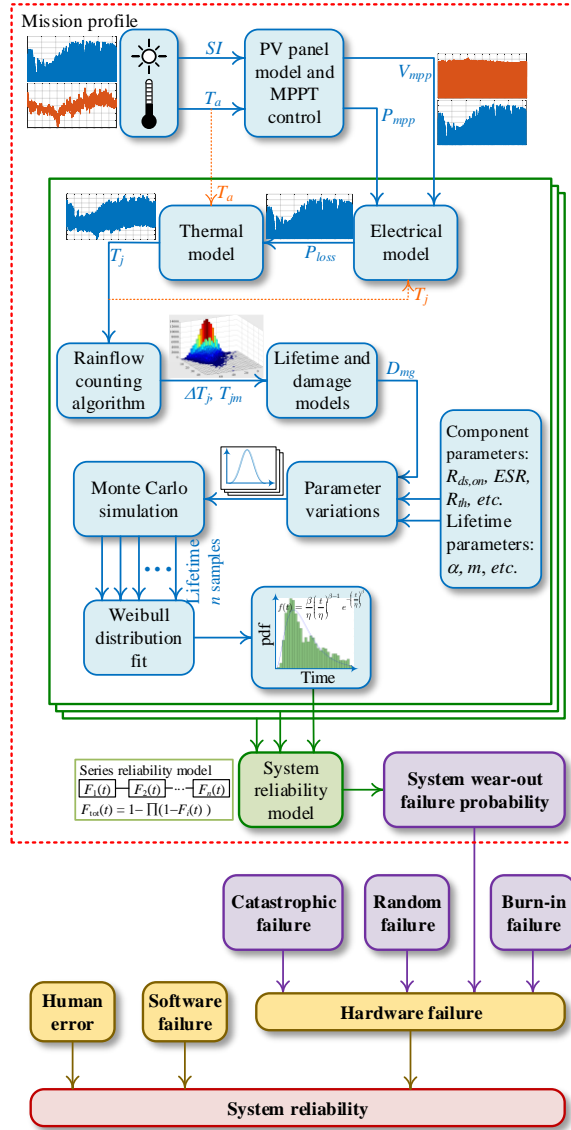 Mission profile
SI
T_a
PV panel
model and
MPPT
control
V_mpp
P_mpp
T_a
Thermal
model
Electrical
model
P_loss
T_j
T_j
Rainflow
counting
algorithm
ΔT_j, T_jm
Lifetime and
damage
models
D_mg
Component
parameters:
R_ds,on, ESR,
R_th, etc.
Lifetime
parameters:
α, m, etc.
Monte Carlo
simulation
Parameter
variations
Lifetime
n samples
Weibull
distribution
fit
f(t) = β/η (t/η)^β−1 e^−(t/η)
pdf
Time
Series reliability model
F_1(t) F_2(t) ··· F_n(t)
F_tot(t) = 1− ∏(1−F_i(t) )
System
reliability
model
System wear-out
failure probability
Catastrophic
failure
Random
failure
Burn-in
failure
Human
error
Software
failure
Hardware failure
System reliability